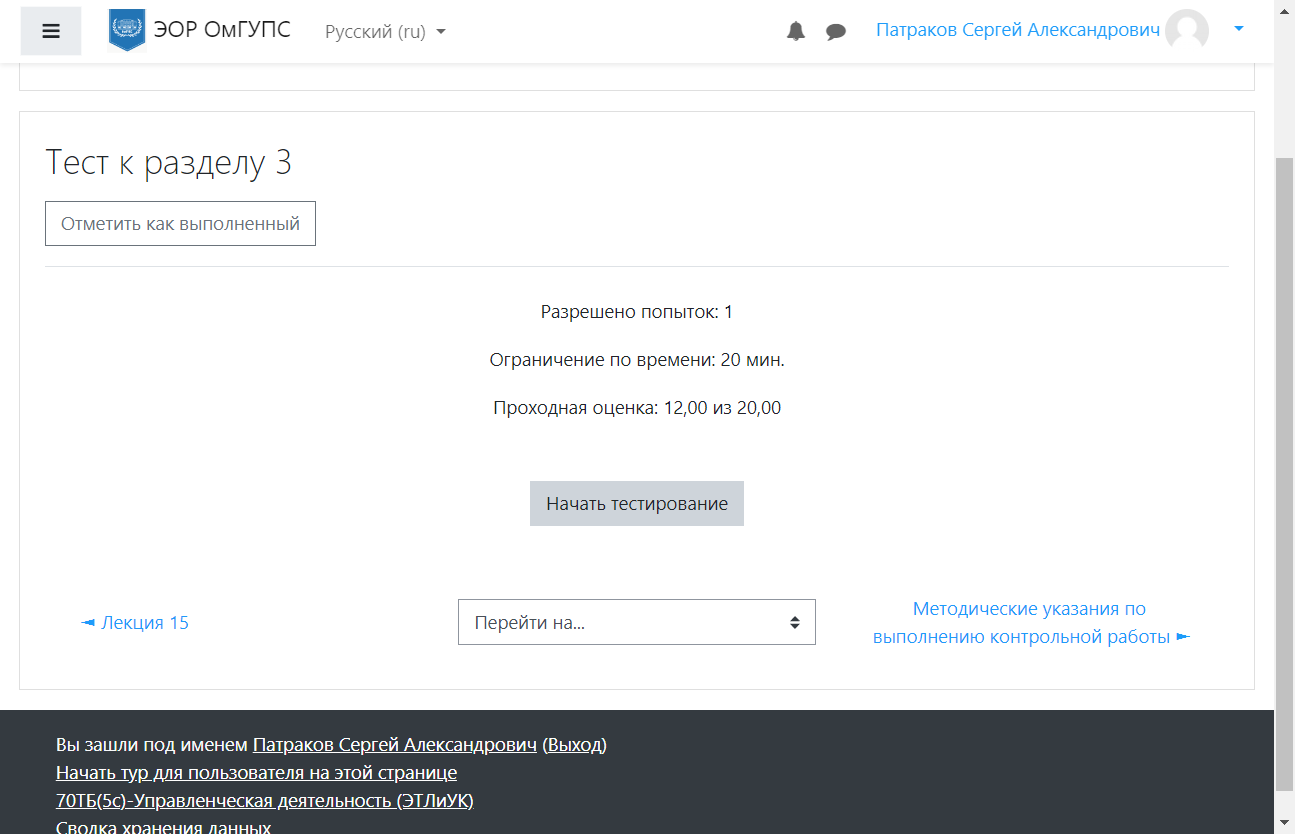 ЭОР ОмГУПС
Русский (ru)
Патраков Сергей Александрович
Тест к разделу 3
Отметить как выполненный
Разрешено попыток: 1
Ограничение по времени: 20 мин.
Проходная оценка: 12,00 из 20,00
Начать тестирование
◄ Лекция 15
Перейти на...
Методические указания по
выполнению контрольной работы ►
Вы зашли под именем Патраков Сергей Александрович (Выход)
Начать тур для пользователя на этой странице
70ТБ(5с)-Управленческая деятельность (ЭТЛиУК)
Сводка хранения данных